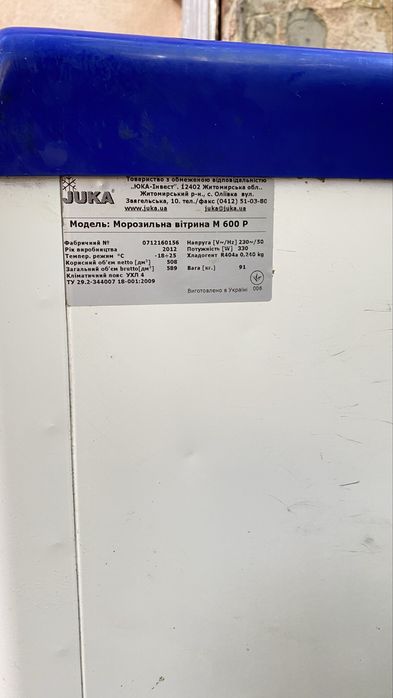 JUKA®
Товариство з обмеженою відповідальністю
„ЮКА-Інвест". 12402 Житомирська обл.,
Житомирський р-н., с. Оліївка вул.
Звягельська, 10. тел./факс (0412) 51-03-80
www.juka.ua juka@juka.ua
Модель: Морозильна вітрина M 600 P
Фабричний № 0712160156
Рік виробництва 2012
Темпер. режим °C -18÷25
Корисний об'єм netto [дм³] 508
Загальний об'єм brutto[дм³] 589
Кліматичний пояс УХЛ 4
ТУ 29.2-344007 18-001:2009
Напруга [V~/Hz] 230~/50
Потужність [W] 330
Хладогент R404a 0.240 kg
Вага [кг.] 91
Виготовлено в Україні 006